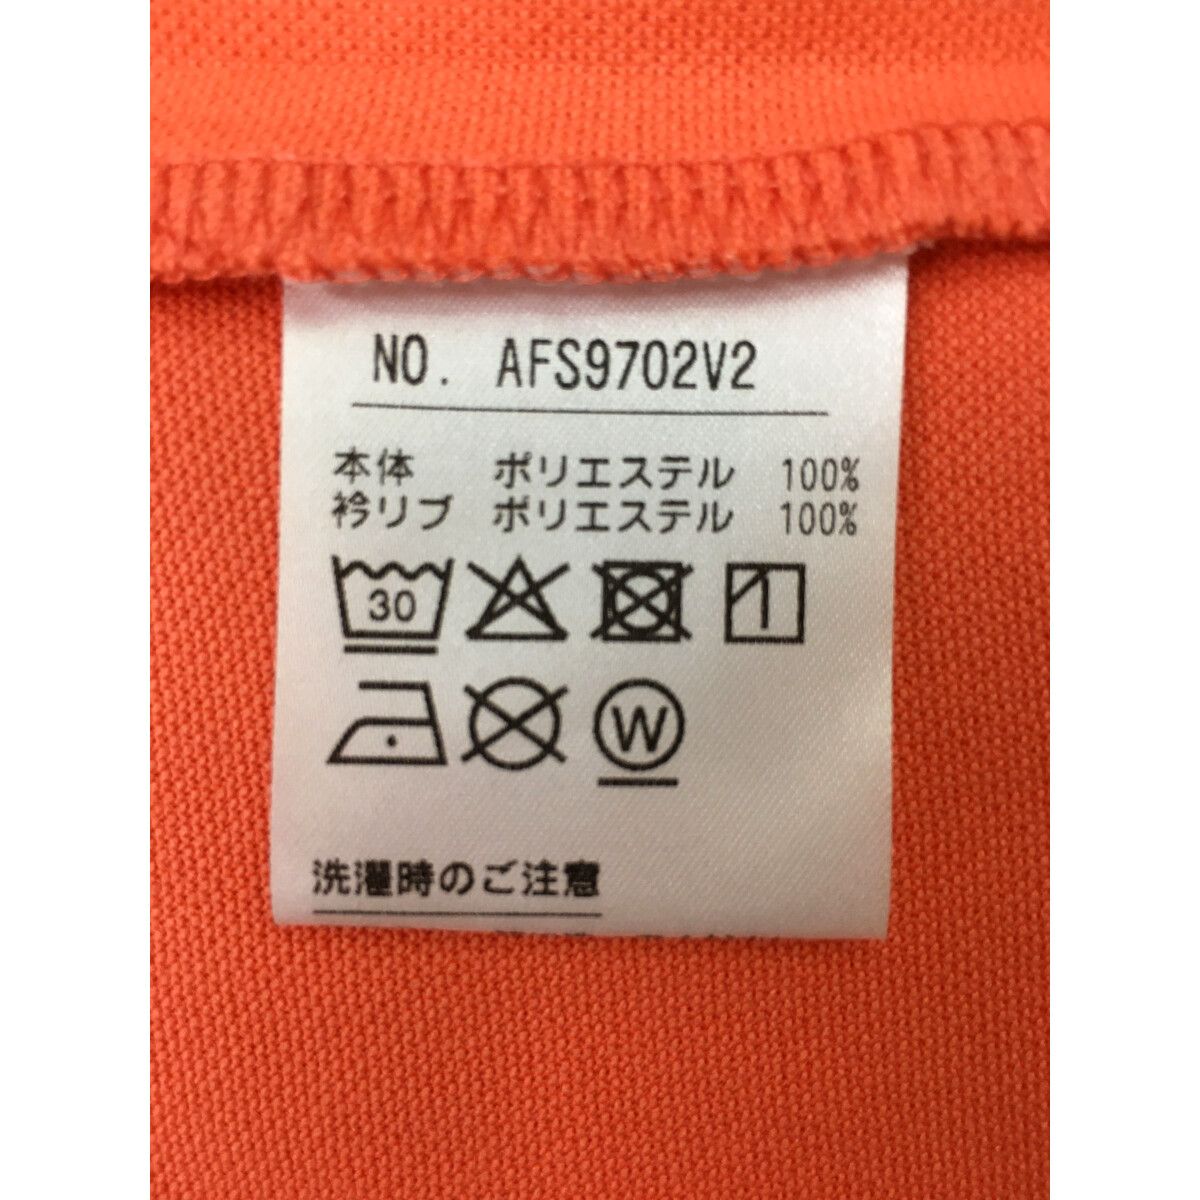 NO. AFS9702V2
本体 ポリエステル 100%
衿リブ ポリエステル 100%
30
W
洗濯時のご注意